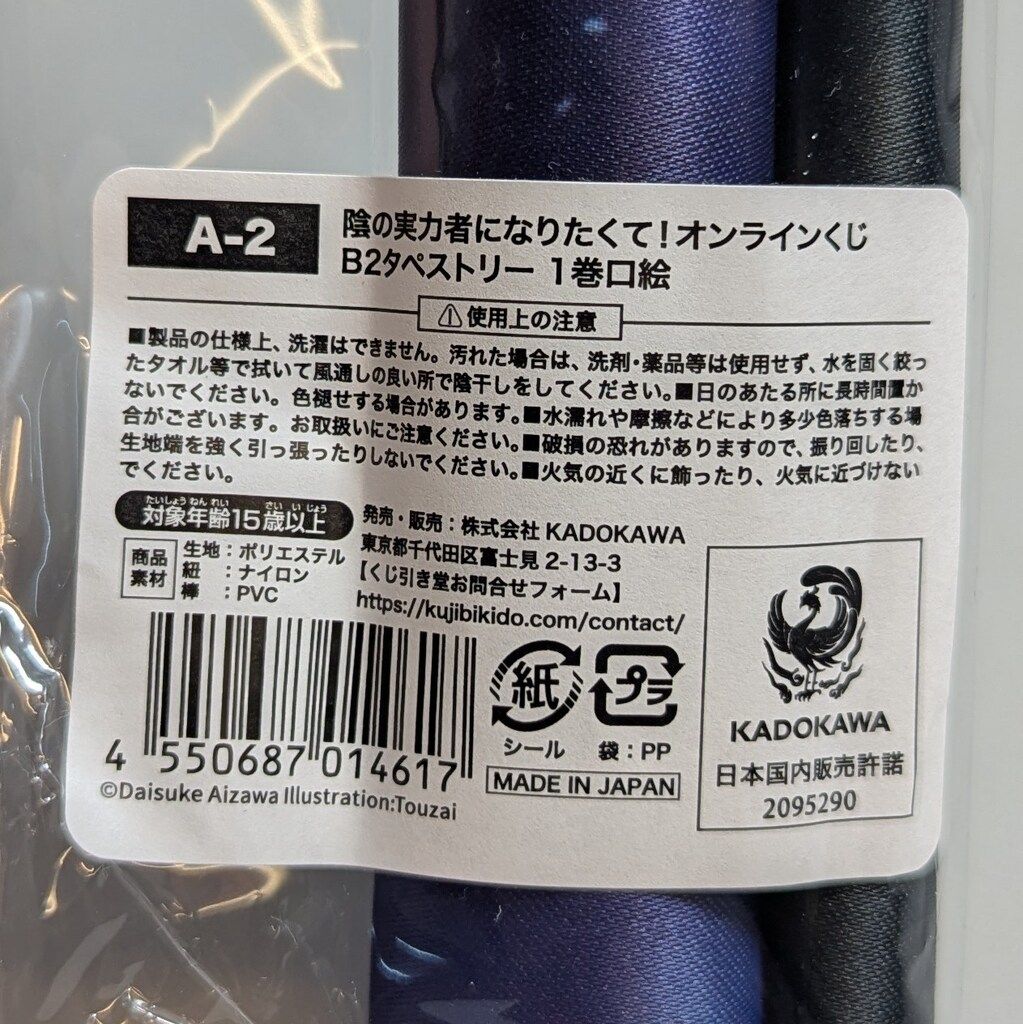 A-2
陰の実力者になりたくて！オンラインくじ
B2タペストリー 1巻口絵
⚠使用上の注意
■製品の仕様上、洗濯はできません。汚れた場合は、洗剤・薬品等は使用せず、水を固く絞っ
たタオル等で拭いて風通しの良い所で陰干しをしてください。■日のあたる所に長時間置か
ないでください。色褪せする場合があります。■水濡れや摩擦などにより多少色落ちする場
合がございます。お取扱いにご注意ください。■破損の恐れがありますので、振り回したり、
生地端を強く引っ張ったりしないでください。■火気の近くに飾ったり、火気に近づけない
でください。
たいしょうねんれい さいいじょう
対象年齢15歳以上
商品
素材
生地：ポリエステル
紐　：ナイロン
棒　：PVC
発売・販売：株式会社 KADOKAWA
東京都千代田区富士見 2-13-3
【くじ引き堂お問合せフォーム】
https://kujibikido.com/contact/
4 550687 014617
©Daisuke Aizawa Illustration:Touzai
紙
シール
プラ
袋：PP
MADE IN JAPAN
KADOKAWA
日本国内販売許諾
2095290